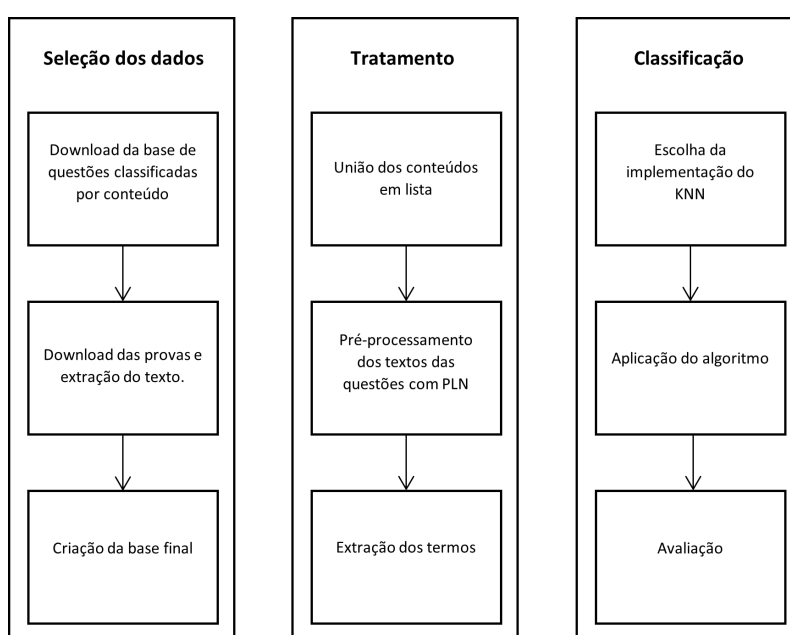 Seleção dos dados
Download da base de
questões classificadas
por conteúdo
Download das provas e
extração do texto.
Criação da base final
Tratamento
União dos conteúdos
em lista
Pré-processamento
dos textos das
questões com PLN
Extração dos termos
Classificação
Escolha da
implementação do
KNN
Aplicação do algoritmo
Avaliação